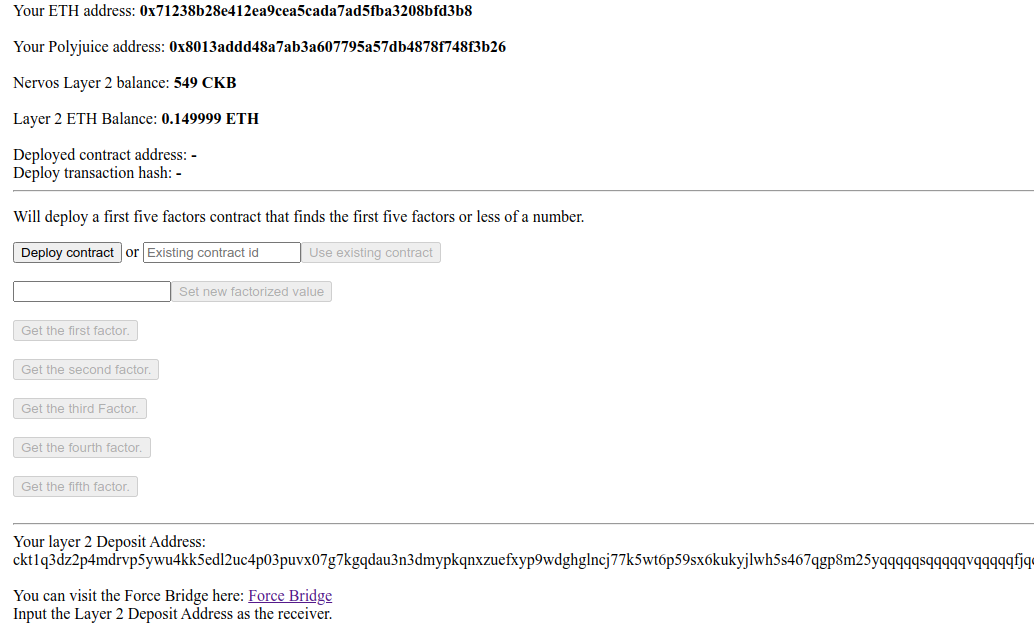 Your ETH address: 0x71238b28e412ea9cea5cada7ad5fba3208bfd3b8
Your Polyjuice address: 0x8013addd48a7ab3a607795a57db4878f748f3b26
Nervos Layer 2 balance: 549 CKB
Layer 2 ETH Balance: 0.149999 ETH
Deployed contract address: -
Deploy transaction hash: -
Will deploy a first five factors contract that finds the first five factors or less of a number.
Deploy contract or Existing contract id Use existing contract
Set new factorized value
Get the first factor.
Get the second factor.
Get the third Factor.
Get the fourth factor.
Get the fifth factor.
Your layer 2 Deposit Address:
ckt1q3dz2p4mdrvp5ywu4kk5edl2uc4p03puvx07g7kgqdau3n3dmypkqnxzuefxyp9wdghglncj77k5wt6p59sx6kukyjlwh5s467qgp8m25yqqqqqsqqqqqvqqqqqfjq
You can visit the Force Bridge here: Force Bridge
Input the Layer 2 Deposit Address as the receiver.